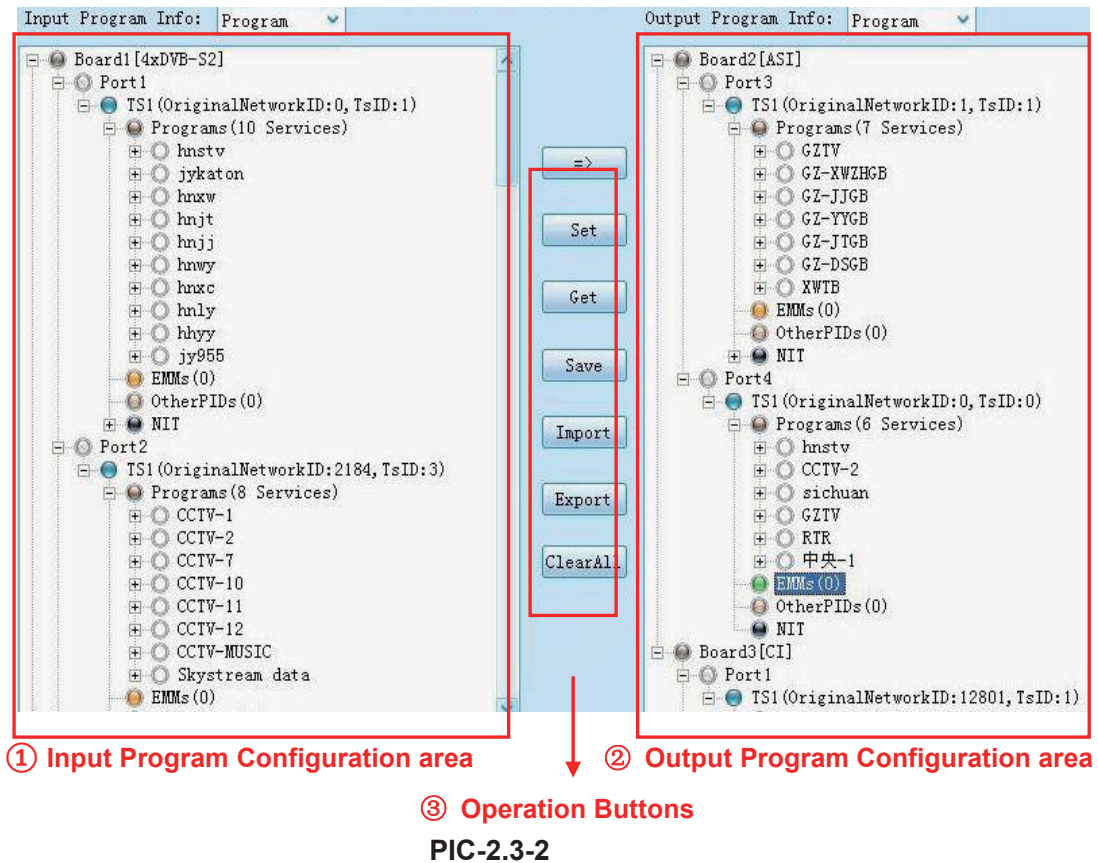 Input Program Info: Program
Board1[4xDVB-S2]
Port1
TS1(OriginalNetworkID:0,TsID:1)
Programs(10 Services)
hnstv
jykaton
hnxw
hnjt
hnjj
hnwy
hnxc
hnly
hhyy
jy955
EMMs(0)
OtherPIDs(0)
NIT
Port2
TS1(OriginalNetworkID:2184,TsID:3)
Programs(8 Services)
CCTV-1
CCTV-2
CCTV-7
CCTV-10
CCTV-11
CCTV-12
CCTV-MUSIC
Skystream data
EMMs(0)
=>
Set
Get
Save
Import
Export
ClearAll
Output Program Info: Program
Board2[ASI]
Port3
TS1(OriginalNetworkID:1,TsID:1)
Programs(7 Services)
GZTV
GZ-XWZHGB
GZ-JJGB
GZ-YYGB
GZ-JTGB
GZ-DSGB
XWTB
EMMs(0)
OtherPIDs(0)
NIT
Port4
TS1(OriginalNetworkID:0,TsID:0)
Programs(6 Services)
hnstv
CCTV-2
sichuan
GZTV
RTR
中央-1
EMMs(0)
OtherPIDs(0)
NIT
Board3[CI]
Port1
TS1(OriginalNetworkID:12801,TsID:1)
① Input Program Configuration area
② Output Program Configuration area
③ Operation Buttons
PIC-2.3-2